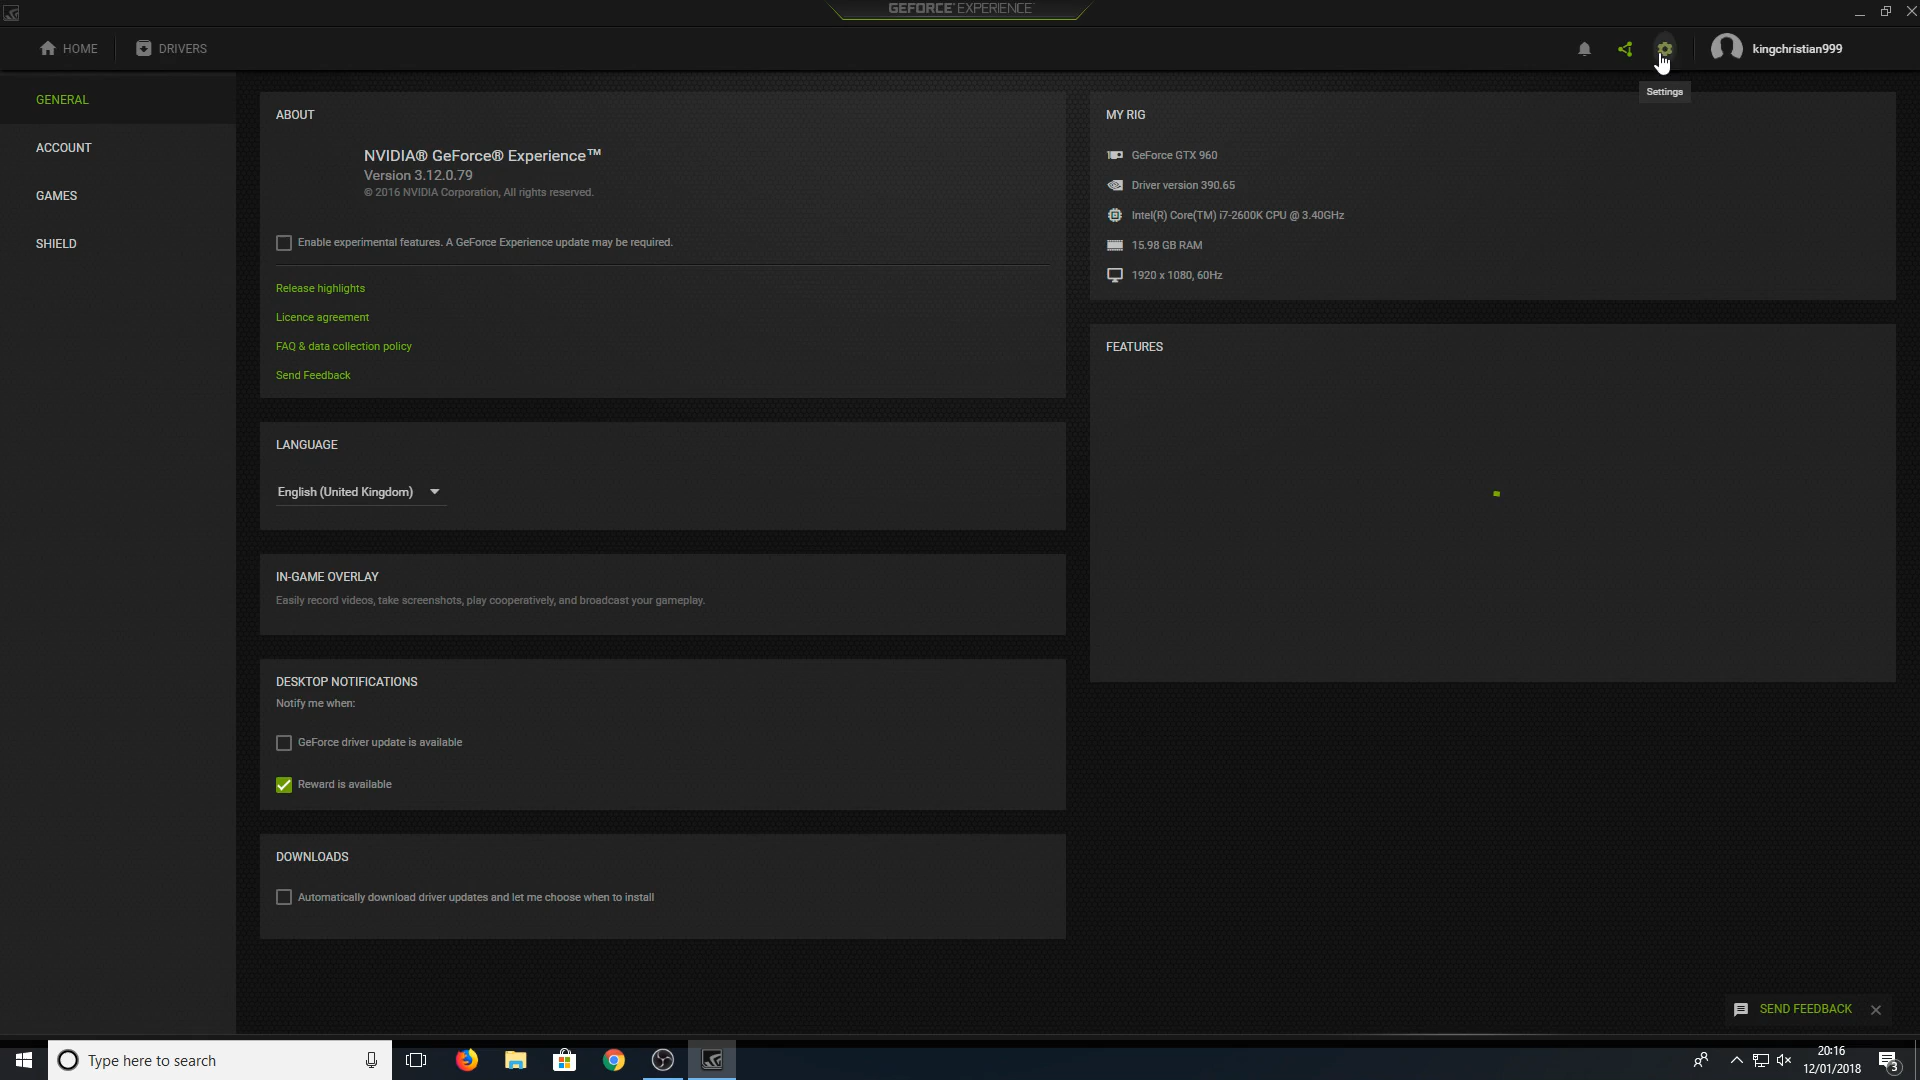 GEFORCE® EXPERIENCE™
HOME
DRIVERS
kingchristian999
Settings
GENERAL
ACCOUNT
GAMES
SHIELD
ABOUT
NVIDIA® GeForce® Experience™
Version 3.12.0.79
© 2016 NVIDIA Corporation, All rights reserved.
Enable experimental features. A GeForce Experience update may be required.
Release highlights
Licence agreement
FAQ & data collection policy
Send Feedback
LANGUAGE
English (United Kingdom)
IN-GAME OVERLAY
Easily record videos, take screenshots, play cooperatively, and broadcast your gameplay.
DESKTOP NOTIFICATIONS
Notify me when:
GeForce driver update is available
Reward is available
DOWNLOADS
Automatically download driver updates and let me choose when to install
MY RIG
GeForce GTX 960
Driver version 390.65
Intel(R) Core(TM) i7-2600K CPU @ 3.40GHz
15.98 GB RAM
1920 x 1080, 60Hz
FEATURES
SEND FEEDBACK
Type here to search
20:16
12/01/2018
3